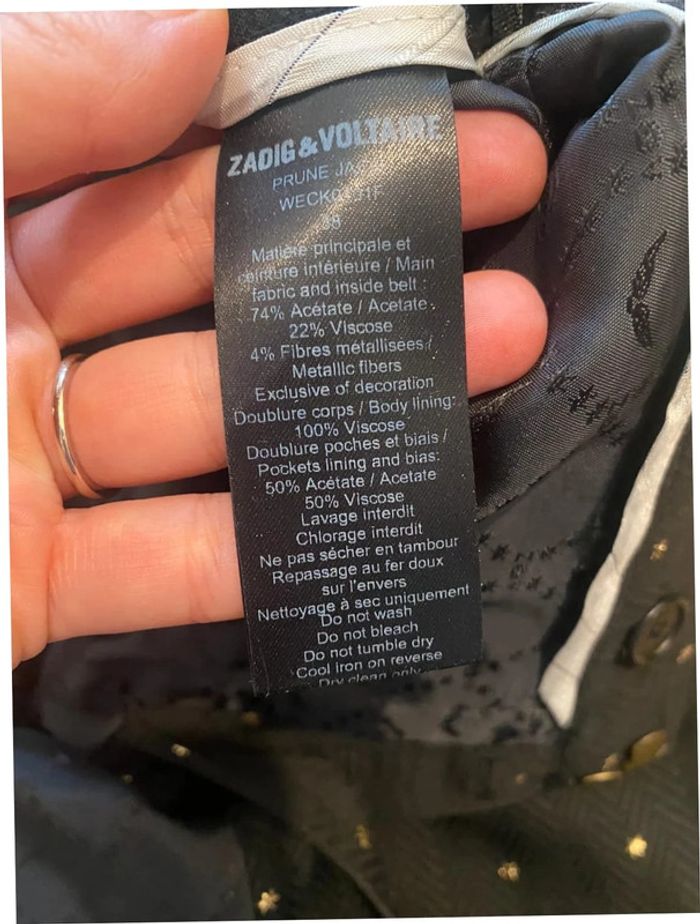 ZADIG & VOLTAIRE
PRUNE
Matière principale et
ceinture intérieure / Main
fabric and inside belt :
74% Acétate / Acetate
22% Viscose
4% Fibres métallisées /
Metallic fibers
Exclusive of decoration
Doublure corps / Body lining:
100% Viscose
Doublure poches et biais /
Pockets lining and bias:
50% Acétate / Acetate
50% Viscose
Lavage interdit
Chlorage interdit
Ne pas sécher en tambour
Repassage au fer doux
sur l'envers
Nettoyage à sec uniquement
Do not wash
Do not bleach
Do not tumble dry
Cool Iron on reverse
Dry clean only